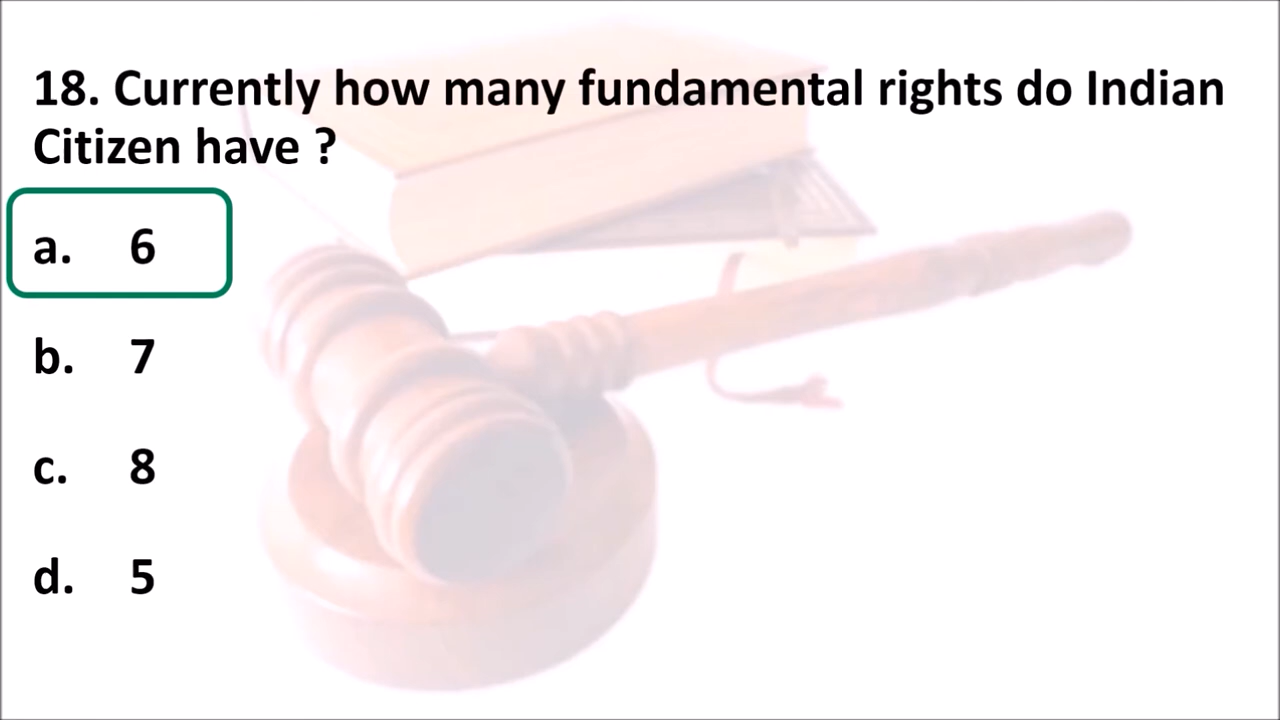 18. Currently how many fundamental rights do Indian
Citizen have ?
a. 6
b. 7
c. 8
d. 5